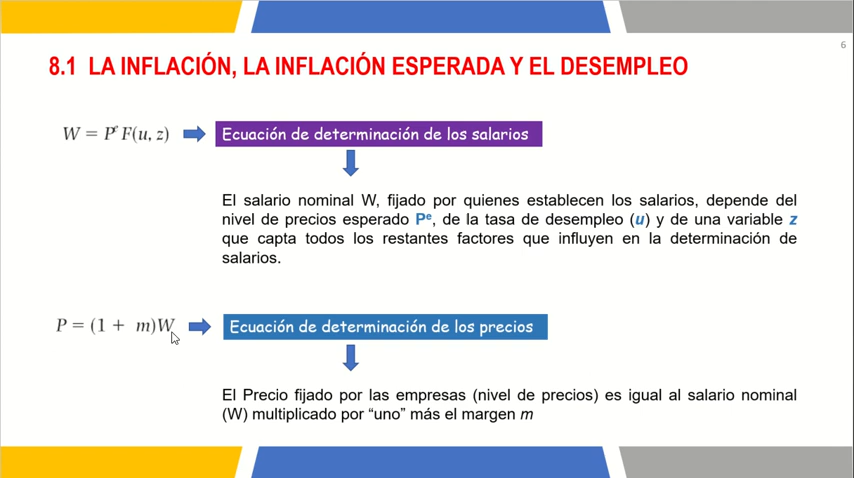 6
8.1 LA INFLACIÓN, LA INFLACIÓN ESPERADA Y EL DESEMPLEO
W = Pᵉ F(u, z)
Ecuación de determinación de los salarios
El salario nominal W, fijado por quienes establecen los salarios, depende del
nivel de precios esperado Pᵉ, de la tasa de desempleo (u) y de una variable z
que capta todos los restantes factores que influyen en la determinación de
salarios.
P = (1 + m)W
Ecuación de determinación de los precios
El Precio fijado por las empresas (nivel de precios) es igual al salario nominal
(W) multiplicado por “uno” más el margen m